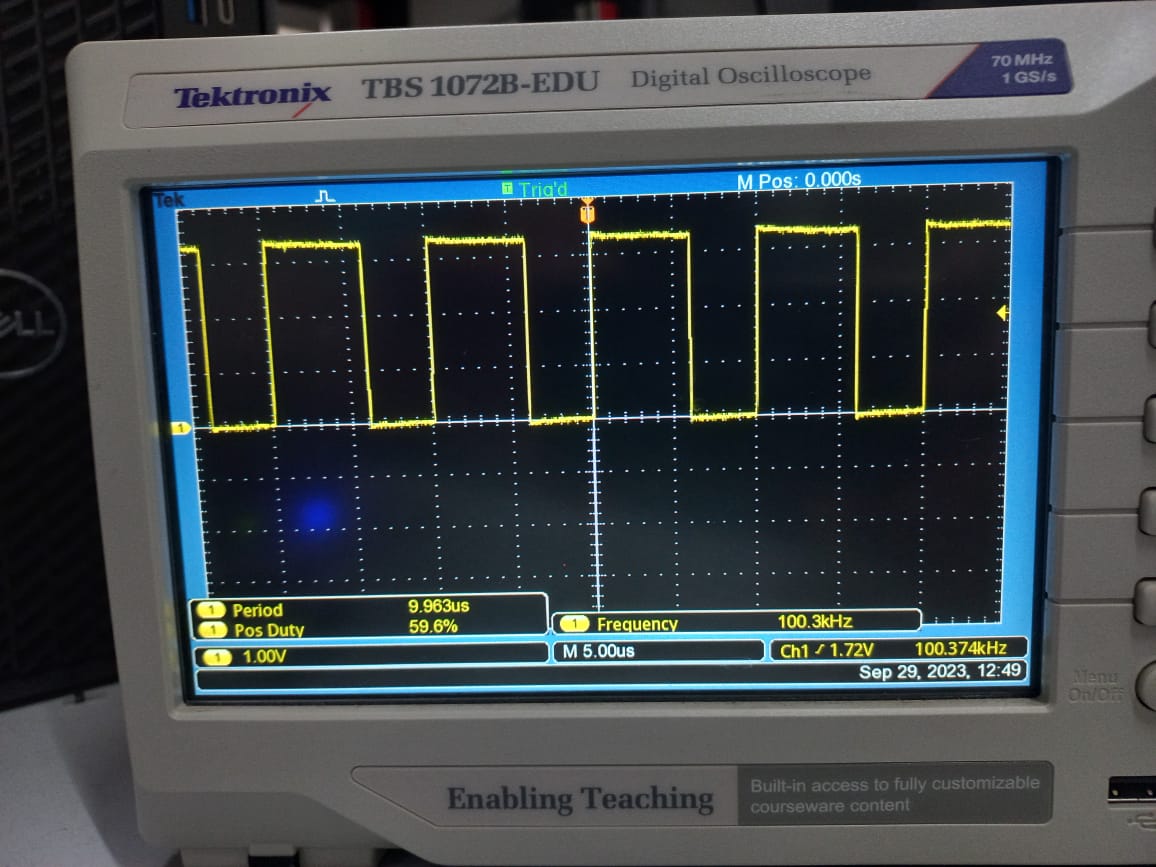 Tektronix TBS 1072B-EDU Digital Oscilloscope
70 MHz
1 GS/s
Tek T Trig'd M Pos: 0.000s
T
1
1 Period 9.963us
1 Pos Duty 59.6%
1 Frequency 100.3kHz
1 1.00V M 5.00us Ch1 1.72V 100.374kHz
Sep 29, 2023, 12:49
Menu
On/Off
Enabling Teaching
Built-in access to fully customizable
courseware content